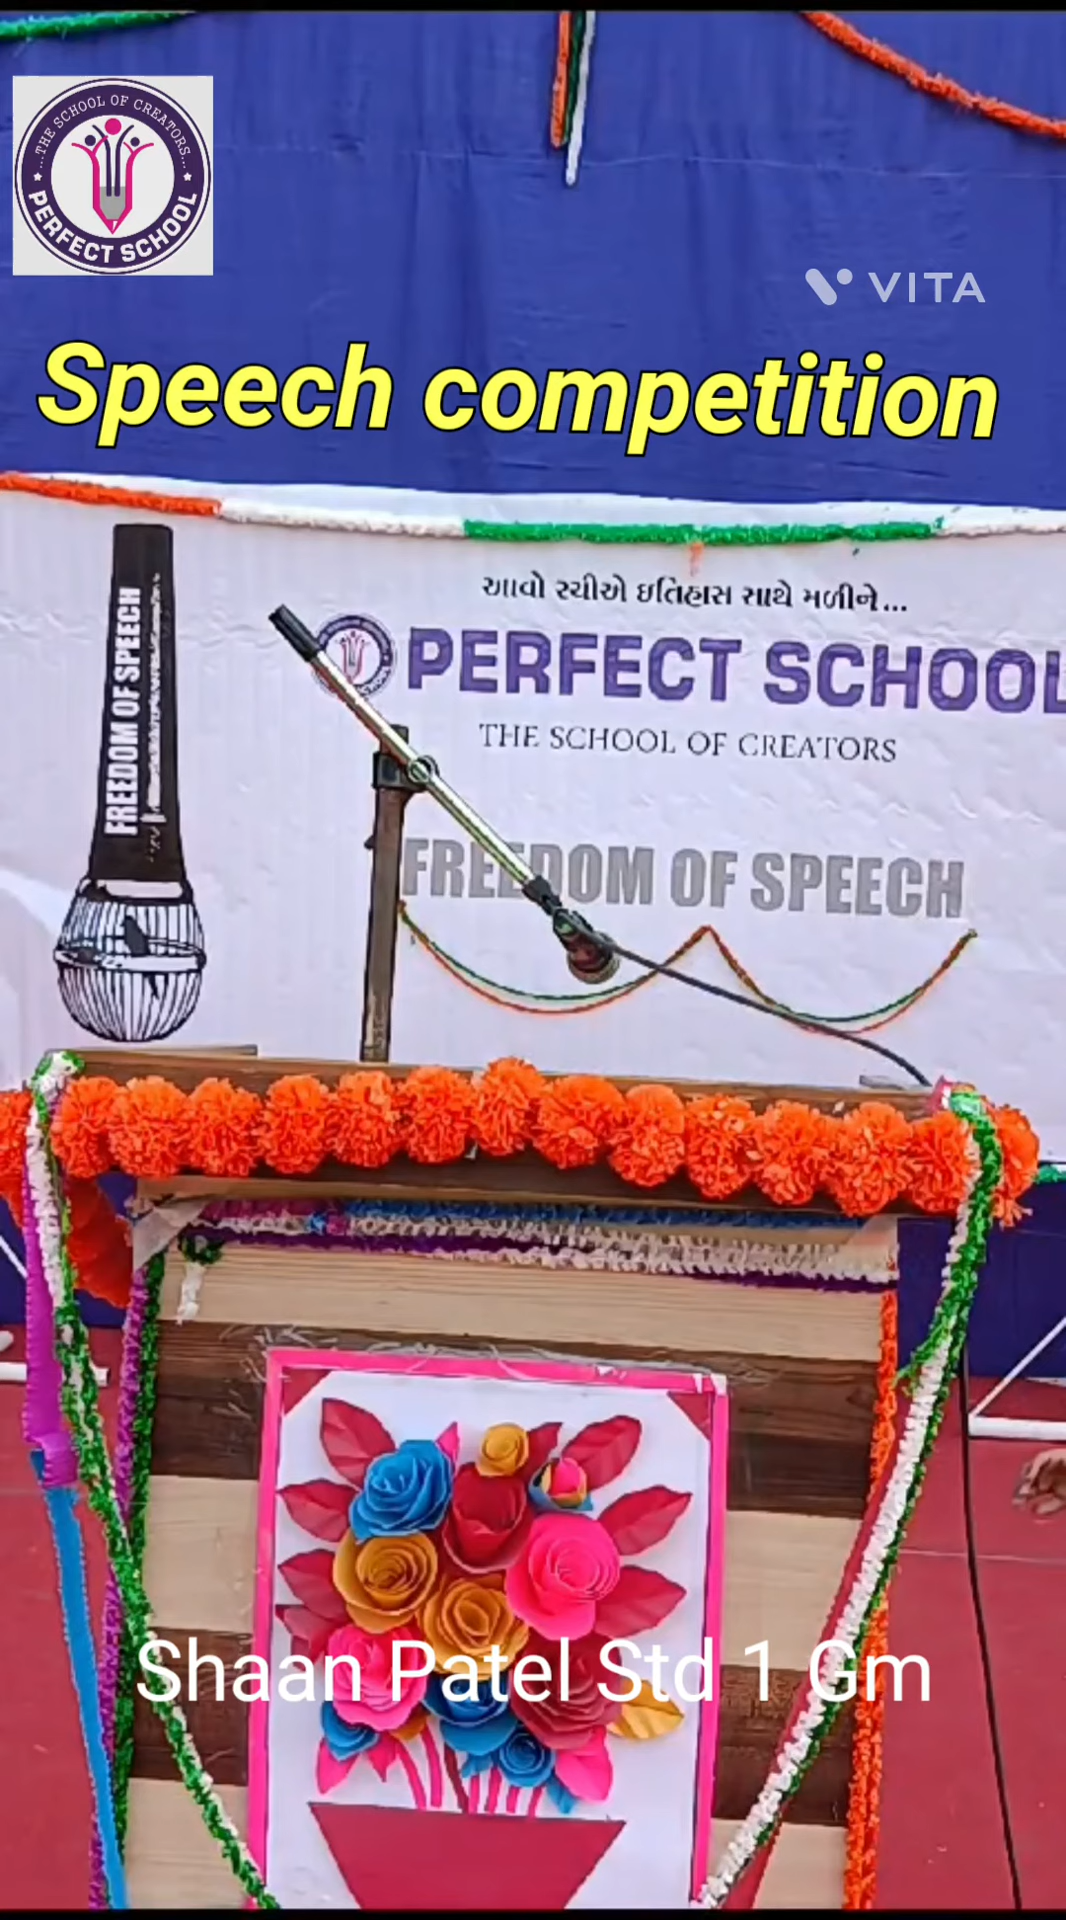 ...THE SCHOOL OF CREATORS...
PERFECT SCHOOL
VITA
Speech competition
આવો રચીએ ઇતિહાસ સાથે મળીને...
PERFECT SCHOOL
THE SCHOOL OF CREATORS
FREEDOM OF SPEECH
FREEDOM OF SPEECH
Shaan Patel Std 1 Gm